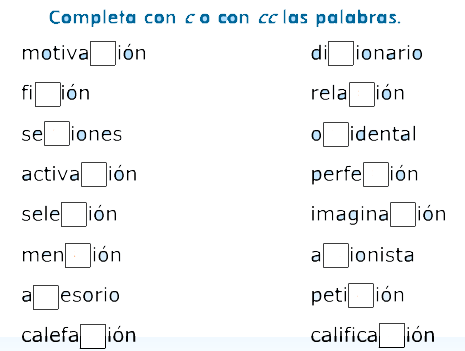 Completa con c o con cc las palabras.
motiva□ión
di□ionario
fi□ión
rela□ión
se□iones
o□idental
activa□ión
perfe□ión
sele□ión
imagina□ión
men□ión
a□ionista
a□esorio
peti□ión
calefa□ión
califica□ión